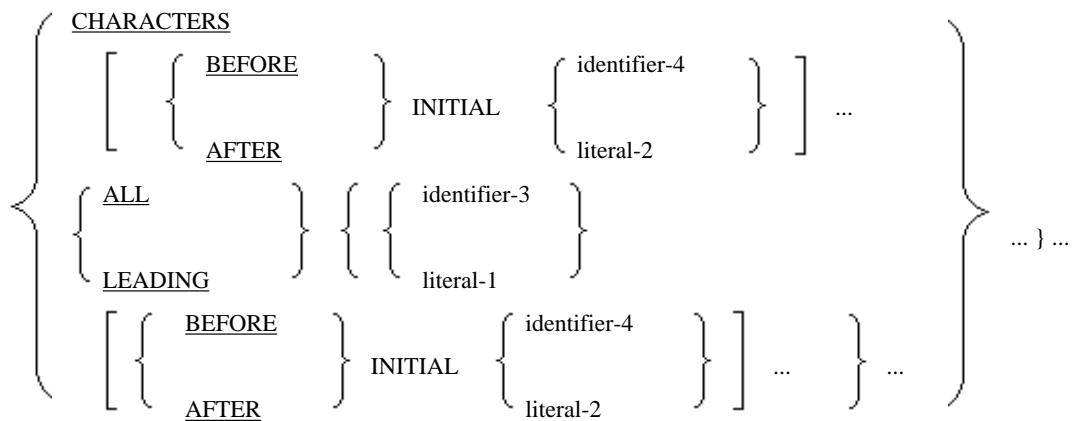 CHARACTERS
[ { BEFORE } INITIAL { identifier-4 } ] ...
AFTER literal-2
{ ALL } { { identifier-3 }
... } ...
LEADING literal-1
[ { BEFORE } INITIAL { identifier-4 } ] ... } ...
AFTER literal-2